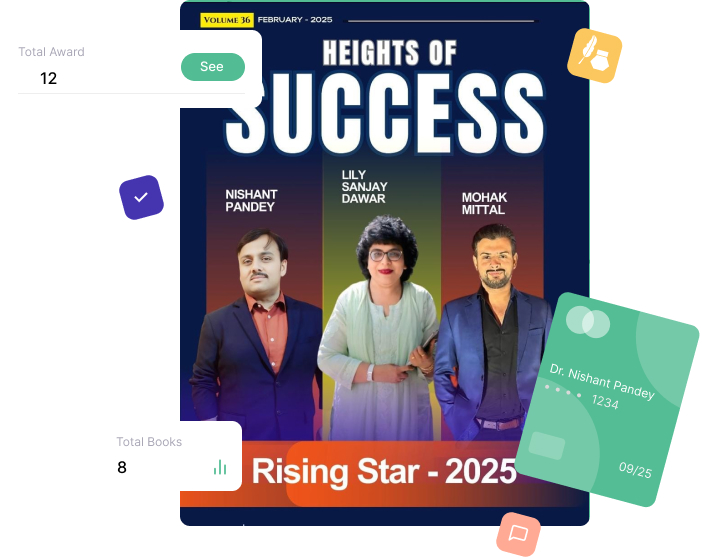 VOLUME 36 FEBRUARY - 2025
Total Award
12
See
HEIGHTS OF
SUCCESS
NISHANT
PANDEY
LILY
SANJAY
DAWAR
MOHAK
MITTAL
Dr. Nishant Pandey
1234
09/25
Total Books
8
Rising Star - 2025